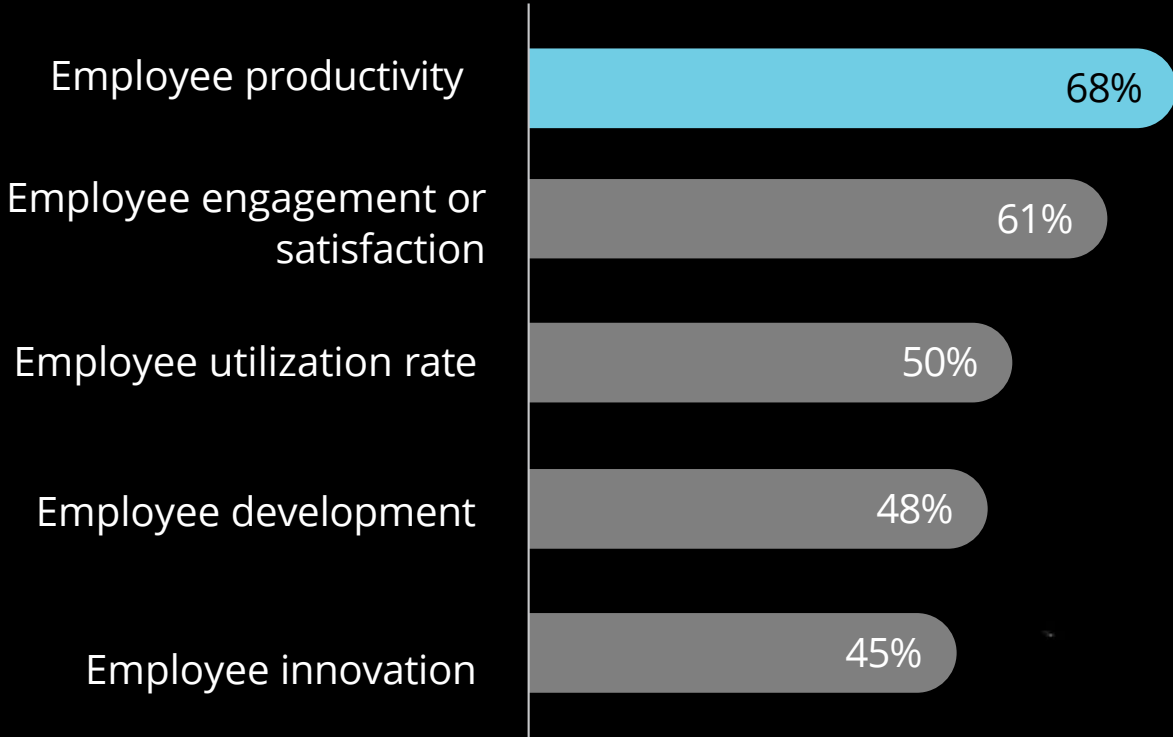 Employee productivity
68%
Employee engagement or
satisfaction
61%
Employee utilization rate
50%
Employee development
48%
Employee innovation
45%